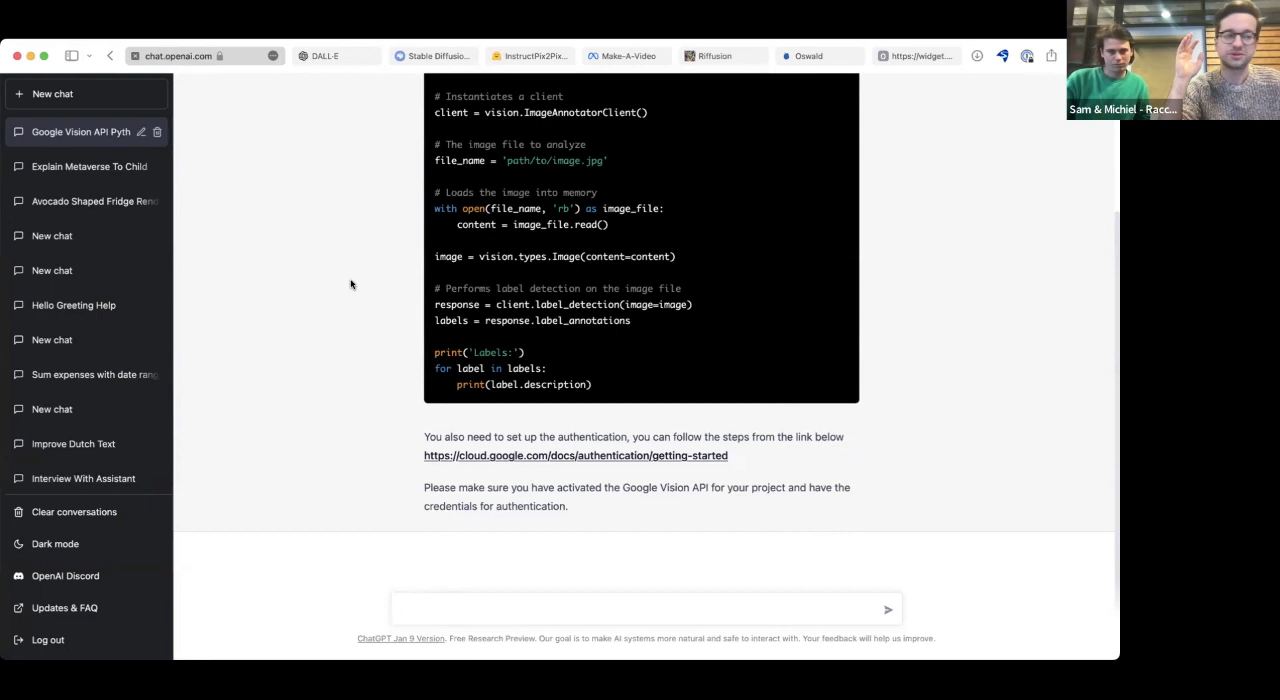 chat.openai.com
DALL-E
Stable Diffusio...
InstructPix2Pix...
Make-A-Video
Riffusion
Oswald
https://widget....
Sam & Michiel - Racc...
New chat
Google Vision API Pyth
Explain Metaverse To Child
Avocado Shaped Fridge Rend
New chat
New chat
Hello Greeting Help
New chat
Sum expenses with date rang
New chat
Improve Dutch Text
Interview With Assistant
Clear conversations
Dark mode
OpenAI Discord
Updates & FAQ
Log out
# Instantiates a client
client = vision.ImageAnnotatorClient()
# The image file to analyze
file_name = 'path/to/image.jpg'
# Loads the image into memory
with open(file_name, 'rb') as image_file:
    content = image_file.read()
image = vision.types.Image(content=content)
# Performs label detection on the image file
response = client.label_detection(image=image)
labels = response.label_annotations
print('Labels:')
for label in labels:
    print(label.description)
You also need to set up the authentication, you can follow the steps from the link below
https://cloud.google.com/docs/authentication/getting-started
Please make sure you have activated the Google Vision API for your project and have the
credentials for authentication.
ChatGPT Jan 9 Version. Free Research Preview. Our goal is to make AI systems more natural and safe to interact with. Your feedback will help us improve.